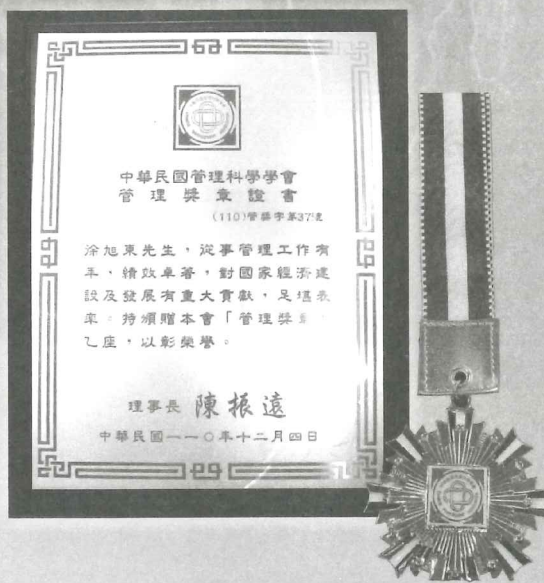 中華民國管理科學學會
管理獎章證書
(110)管獎字第37號
徐旭東先生，從事管理工作有
年，績效卓著，對國家經濟建
設及發展有重大貢獻，足堪表
率。特頒贈本會「管理獎章
乙座，以彰榮譽。
理事長 陳振遠
中華民國一一〇年十二月四日